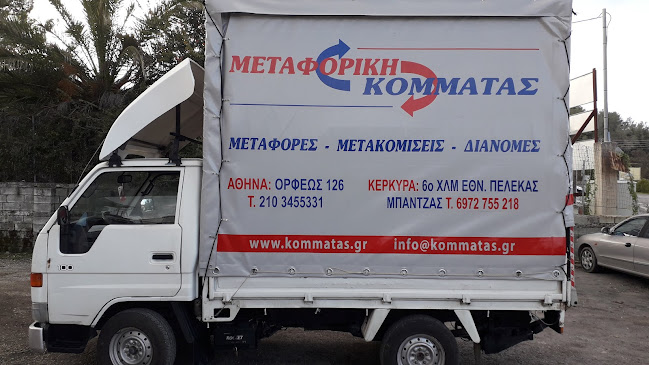 ΜΕΤΑΦΟΡΙΚΗ
ΚΟΜΜΑΤΑΣ
ΜΕΤΑΦΟΡΕΣ - ΜΕΤΑΚΟΜΙΣΕΙΣ - ΔΙΑΝΟΜΕΣ
ΑΘΗΝΑ: ΟΡΦΕΩΣ 126 ΚΕΡΚΥΡΑ: 6ο ΧΛΜ ΕΘΝ. ΠΕΛΕΚΑΣ
Τ. 210 3455331 ΜΠΑΝΤΖΑΣ Τ. 6972 755 218
www.kommatas.gr info@kommatas.gr